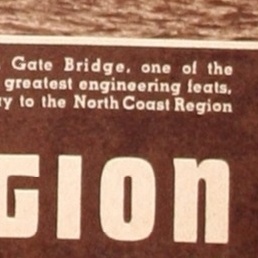 Gate Bridge, one of the
greatest engineering feats,
to the North Coast Region
GION